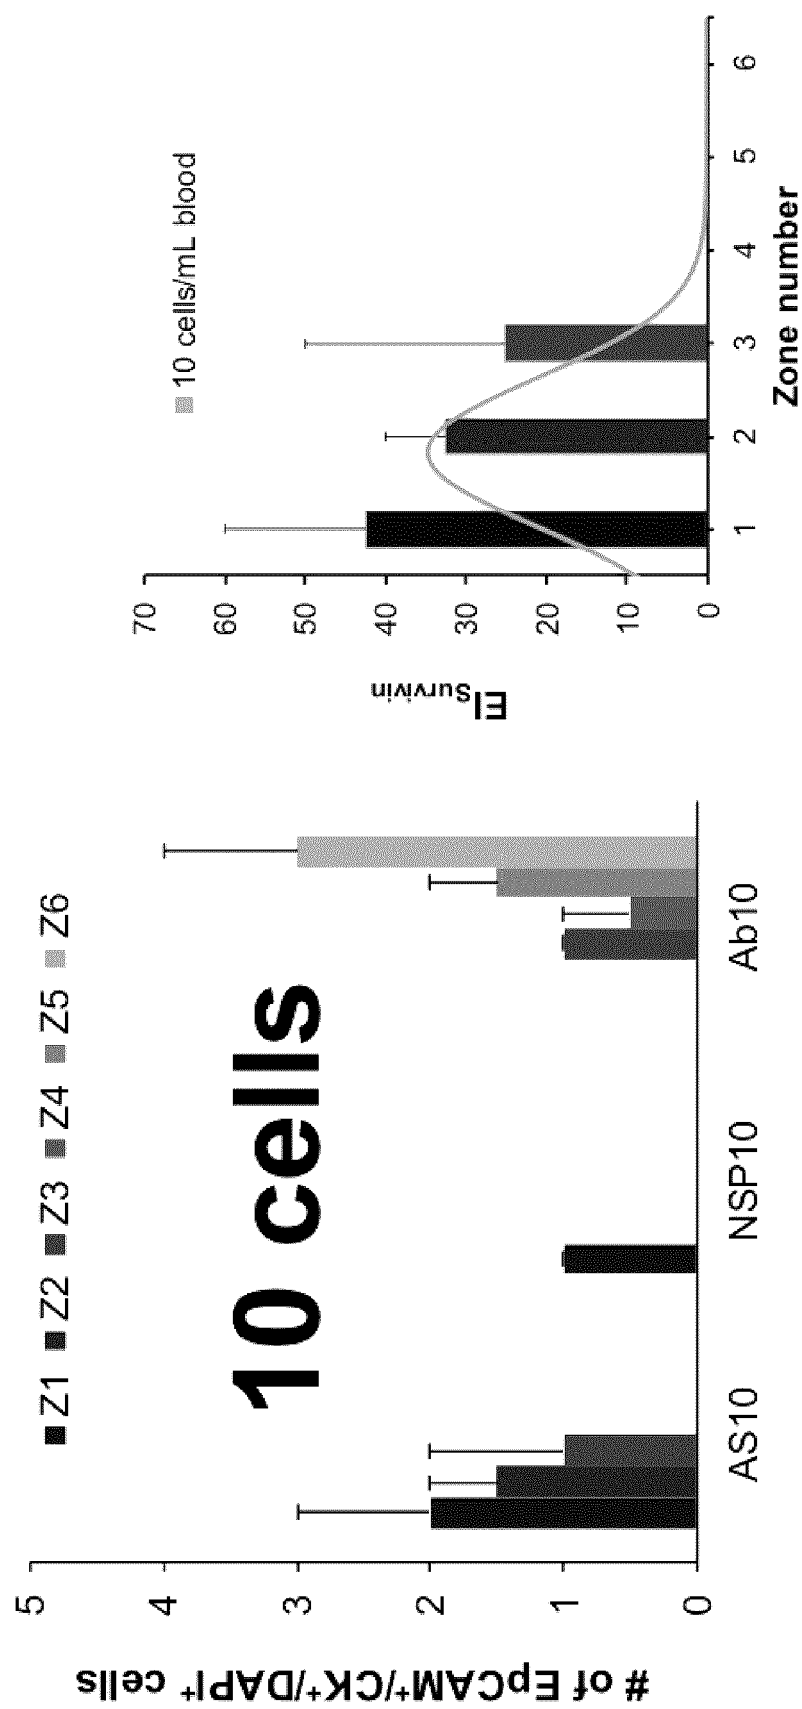 # of EpCAM⁺/CK⁺/DAPI⁺ cells
5
4
3
2
1
0
Z1 Z2 Z3 Z4 Z5 Z6
10 cells
AS10 NSP10 Ab10
EI Survivin
70
60
50
40
30
20
10
0
10 cells/mL blood
1 2 3 4 5 6
Zone number